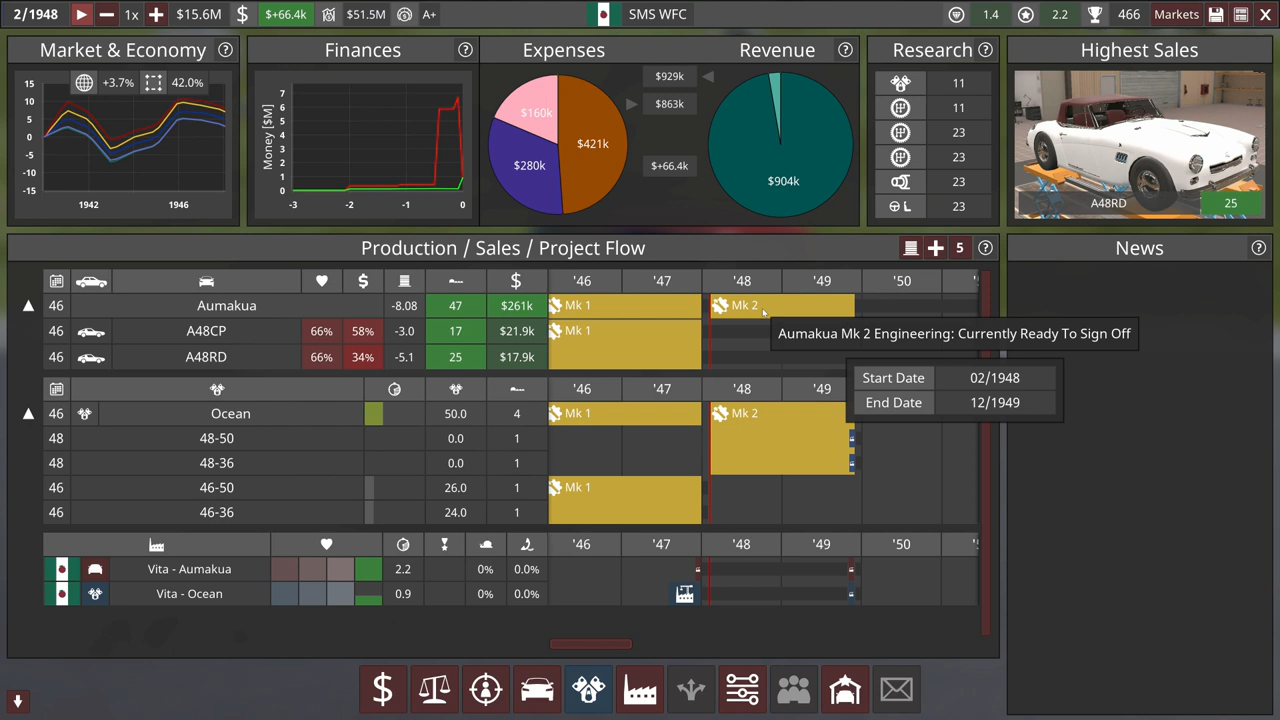 2/1948 1x $15.6M $ $+66.4k $51.5M A+ SMS WFC 1.4 2.2 466 Markets X
Market & Economy ? Finances ? Expenses Revenue ? Research ? Highest Sales
+3.7% 42.0%
15
10
5
0
-5
-10
-15
1942 1946
Money [£M]
7
6
5
4
3
2
1
0
-3 -2 -1 0
$160k
$421k
$280k
$929k
$863k
$+66.4k
$904k
11
11
23
23
23
23
A48RD 25
Production / Sales / Project Flow 5 ? News ?
$ $ '46 '47 '48 '49 '50 '5
46 Aumakua -8.08 47 $261k Mk 1 Mk 2
46 A48CP 66% 58% -3.0 17 $21.9k Mk 1
46 A48RD 66% 34% -5.1 25 $17.9k
Aumakua Mk 2 Engineering: Currently Ready To Sign Off
Start Date 02/1948
End Date 12/1949
'46 '47 '48 '49
46 Ocean 50.0 4 Mk 1 Mk 2
48 48-50 0.0 1
48 48-36 0.0 1
46 46-50 26.0 1 Mk 1
46 46-36 24.0 1
'46 '47 '48 '49 '50 '5
Vita - Aumakua 2.2 0% 0.0%
Vita - Ocean 0.9 0% 0.0%
$